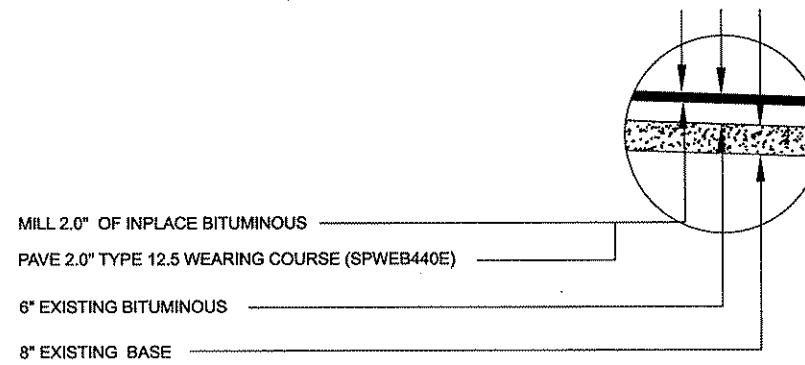 MILL 2.0" OF INPLACE BITUMINOUS
PAVE 2.0" TYPE 12.5 WEARING COURSE (SPWEB440E)
6" EXISTING BITUMINOUS
8" EXISTING BASE